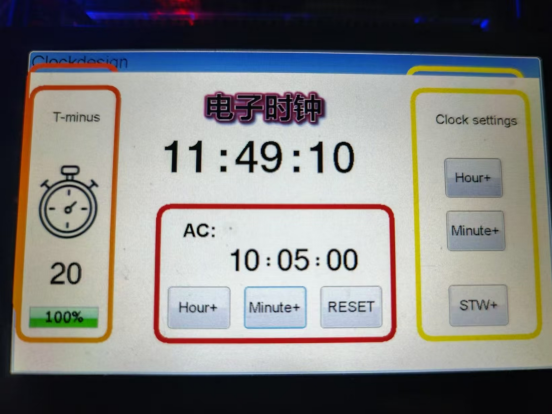 Clockdesign
电子时钟
11:49:10
T-minus
20
100%
AC:
10:05:00
Hour+
Minute+
RESET
Clock settings
Hour+
Minute+
STW+